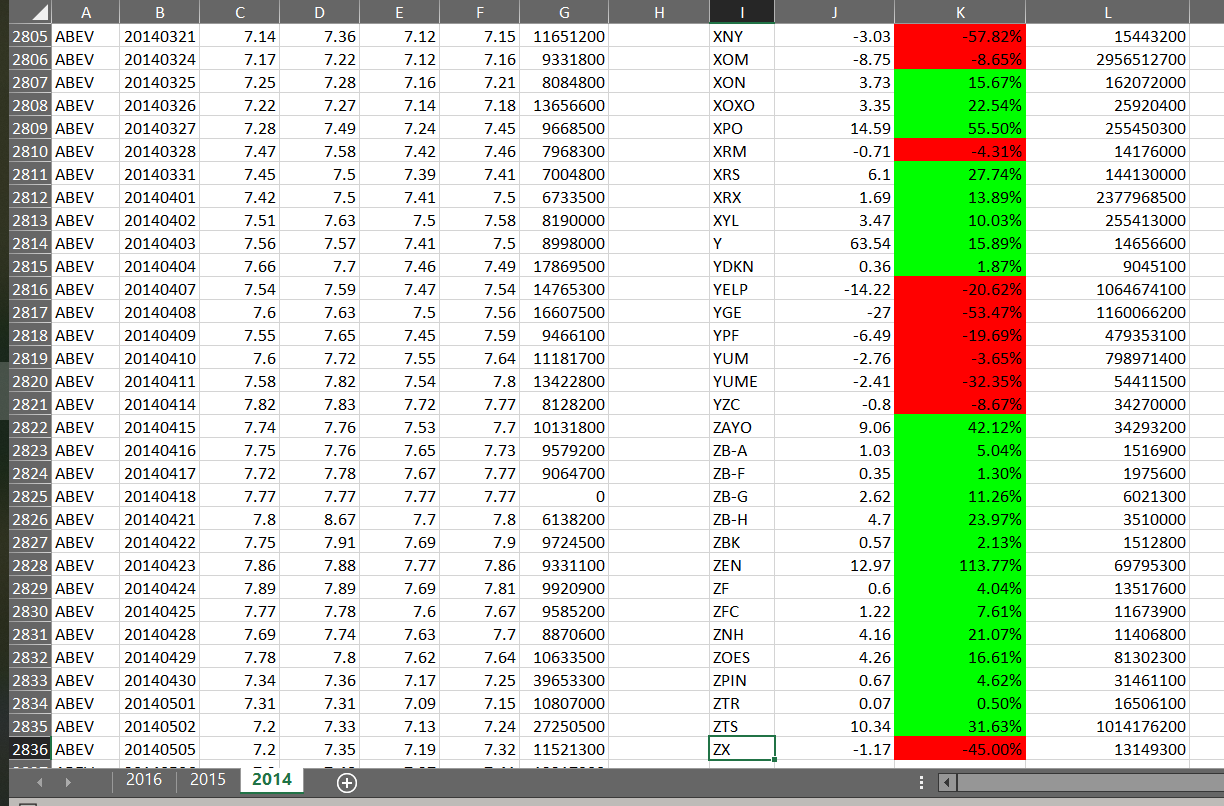 A B C D E F G H I J K L
2805 ABEV 20140321 7.14 7.36 7.12 7.15 11651200 XNY -3.03 -57.82% 15443200
2806 ABEV 20140324 7.17 7.22 7.12 7.16 9331800 XOM -8.75 -8.65% 2956512700
2807 ABEV 20140325 7.25 7.28 7.16 7.21 8084800 XON 3.73 15.67% 162072000
2808 ABEV 20140326 7.22 7.27 7.14 7.18 13656600 XOXO 3.35 22.54% 25920400
2809 ABEV 20140327 7.28 7.49 7.24 7.45 9668500 XPO 14.59 55.50% 255450300
2810 ABEV 20140328 7.47 7.58 7.42 7.46 7968300 XRM -0.71 -4.31% 14176000
2811 ABEV 20140331 7.45 7.5 7.39 7.41 7004800 XRS 6.1 27.74% 144130000
2812 ABEV 20140401 7.42 7.5 7.41 7.5 6733500 XRX 1.69 13.89% 2377968500
2813 ABEV 20140402 7.51 7.63 7.5 7.58 8190000 XYL 3.47 10.03% 255413000
2814 ABEV 20140403 7.56 7.57 7.41 7.5 8998000 Y 63.54 15.89% 14656600
2815 ABEV 20140404 7.66 7.7 7.46 7.49 17869500 YDKN 0.36 1.87% 9045100
2816 ABEV 20140407 7.54 7.59 7.47 7.54 14765300 YELP -14.22 -20.62% 1064674100
2817 ABEV 20140408 7.6 7.63 7.5 7.56 16607500 YGE -27 -53.47% 1160066200
2818 ABEV 20140409 7.55 7.65 7.45 7.59 9466100 YPF -6.49 -19.69% 479353100
2819 ABEV 20140410 7.6 7.72 7.55 7.64 11181700 YUM -2.76 -3.65% 798971400
2820 ABEV 20140411 7.58 7.82 7.54 7.8 13422800 YUME -2.41 -32.35% 54411500
2821 ABEV 20140414 7.82 7.83 7.72 7.77 8128200 YZC -0.8 -8.67% 34270000
2822 ABEV 20140415 7.74 7.76 7.53 7.7 10131800 ZAYO 9.06 42.12% 34293200
2823 ABEV 20140416 7.75 7.76 7.65 7.73 9579200 ZB-A 1.03 5.04% 1516900
2824 ABEV 20140417 7.72 7.78 7.67 7.77 9064700 ZB-F 0.35 1.30% 1975600
2825 ABEV 20140418 7.77 7.77 7.77 7.77 0 ZB-G 2.62 11.26% 6021300
2826 ABEV 20140421 7.8 8.67 7.7 7.8 6138200 ZB-H 4.7 23.97% 3510000
2827 ABEV 20140422 7.75 7.91 7.69 7.9 9724500 ZBK 0.57 2.13% 1512800
2828 ABEV 20140423 7.86 7.88 7.77 7.86 9331100 ZEN 12.97 113.77% 69795300
2829 ABEV 20140424 7.89 7.89 7.69 7.81 9920900 ZF 0.6 4.04% 13517600
2830 ABEV 20140425 7.77 7.78 7.6 7.67 9585200 ZFC 1.22 7.61% 11673900
2831 ABEV 20140428 7.69 7.74 7.63 7.7 8870600 ZNH 4.16 21.07% 11406800
2832 ABEV 20140429 7.78 7.8 7.62 7.64 10633500 ZOES 4.26 16.61% 81302300
2833 ABEV 20140430 7.34 7.36 7.17 7.25 39653300 ZPIN 0.67 4.62% 31461100
2834 ABEV 20140501 7.31 7.31 7.09 7.15 10807000 ZTR 0.07 0.50% 16506100
2835 ABEV 20140502 7.2 7.33 7.13 7.24 27250500 ZTS 10.34 31.63% 1014176200
2836 ABEV 20140505 7.2 7.35 7.19 7.32 11521300 ZX -1.17 -45.00% 13149300
2016 2015 2014